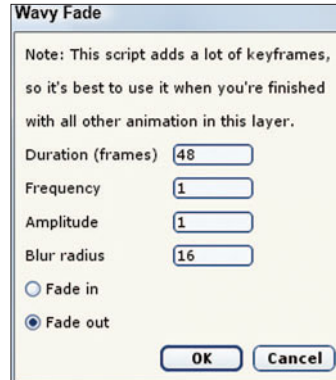 Wavy Fade
Note: This script adds a lot of keyframes,
so it's best to use it when you're finished
with all other animation in this layer.
Duration (frames) 48
Frequency 1
Amplitude 1
Blur radius 16
Fade in
Fade out
OK Cancel